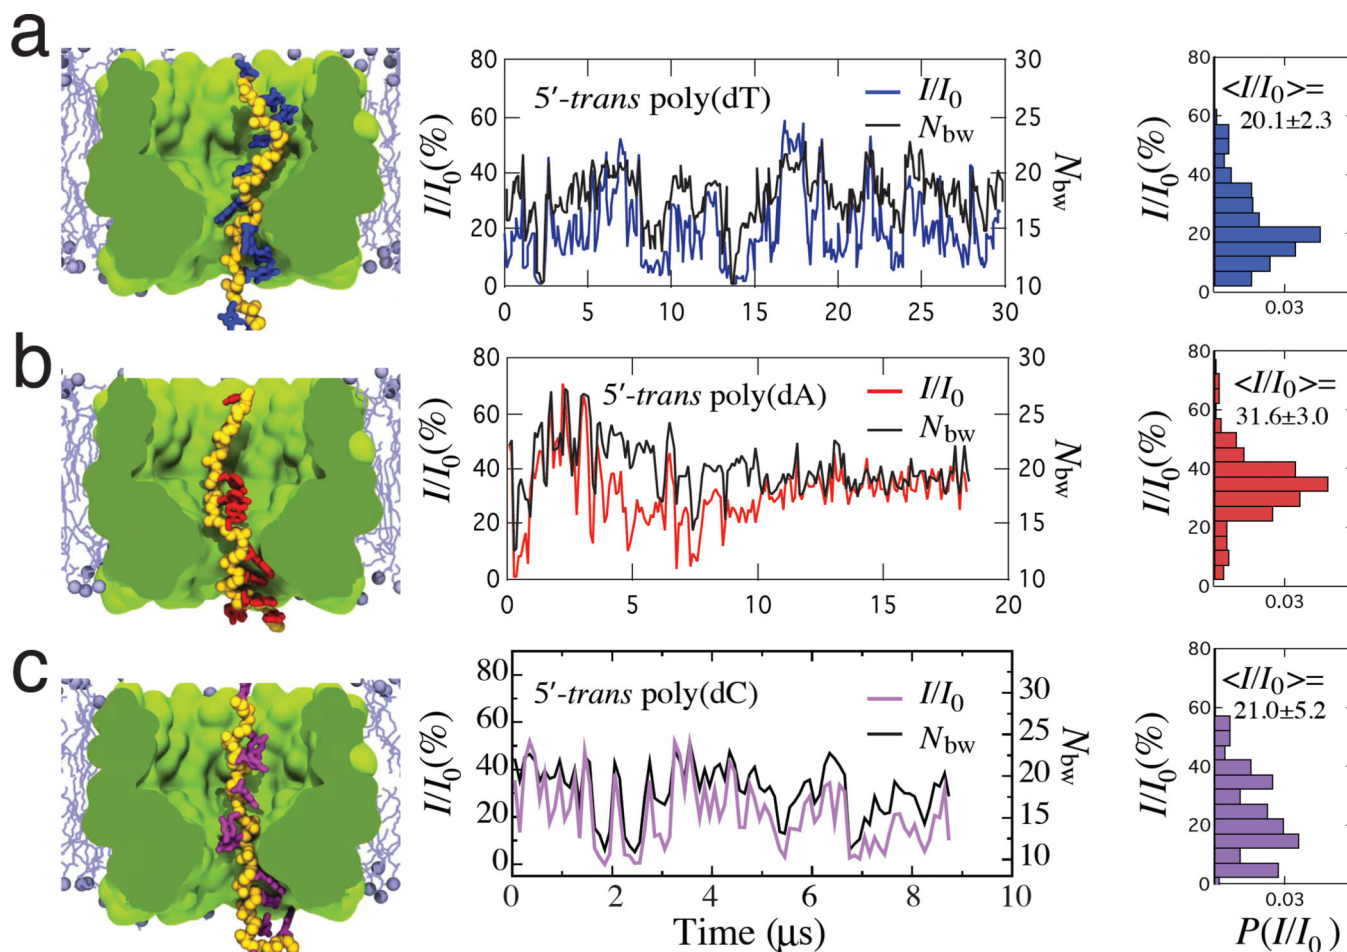 a
5′-trans poly(dT)
I/I0
Nbw
I/I0(%)
80
60
40
20
0
30
25
20
15
10
Nbw
0 5 10 15 20 25 30
<I/I0>=
20.1±2.3
I/I0(%)
80
60
40
20
0
0.03
b
5′-trans poly(dA)
I/I0
Nbw
I/I0(%)
80
60
40
20
0
30
25
20
15
10
Nbw
0 5 10 15 20
<I/I0>=
31.6±3.0
I/I0(%)
80
60
40
20
0
0.03
c
5′-trans poly(dC)
I/I0
Nbw
I/I0(%)
80
60
40
20
0
30
25
20
15
10
Nbw
0 2 4 6 8 10
Time (µs)
<I/I0>=
21.0±5.2
I/I0(%)
80
60
40
20
0
0.03
P(I/I0)